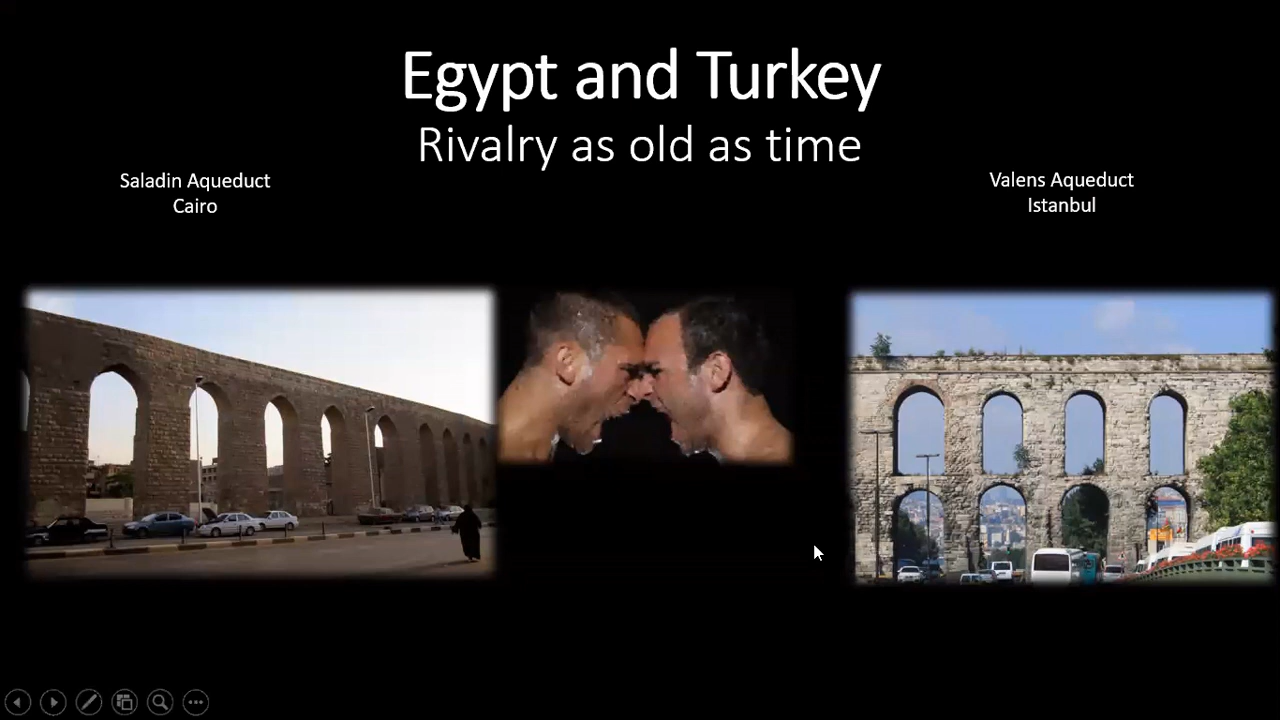 Egypt and Turkey
Rivalry as old as time
Saladin Aqueduct
Cairo
Valens Aqueduct
Istanbul